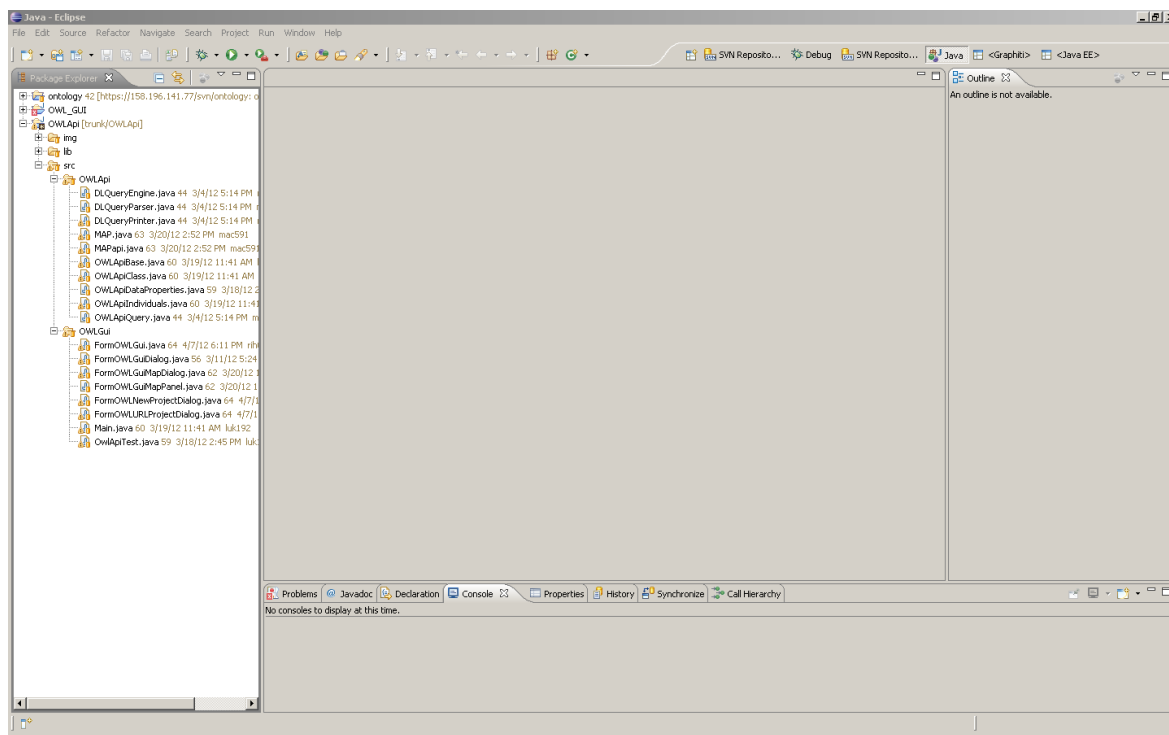 Java - Eclipse
File Edit Source Refactor Navigate Search Project Run Window Help
SVN Reposito... Debug SVN Reposito... Java <Graphiti> <Java EE>
Package Explorer
Outline
ontology 42 [https://158.196.141.77/svn/ontology: o
An outline is not available.
OWL_GUI
OWLApi [trunk/OWLApi]
img
lib
src
OWLApi
DLQueryEngine.java 44 3/4/12 5:14 PM
DLQueryParser.java 44 3/4/12 5:14 PM
DLQueryPrinter.java 44 3/4/12 5:14 PM
MAP.java 63 3/20/12 2:52 PM mac591
MAPapi.java 63 3/20/12 2:52 PM mac591
OWLApiBase.java 60 3/19/12 11:41 AM
OWLApiClass.java 60 3/19/12 11:41 AM
OWLApiDataProperties.java 59 3/18/12 2
OWLApiIndividuals.java 60 3/19/12 11:41
OWLApiQuery.java 44 3/4/12 5:14 PM m
OWLGui
FormOWLGui.java 64 4/7/12 6:11 PM
FormOWLGuiDialog.java 56 3/11/12 5:24
FormOWLGuiMapDialog.java 62 3/20/12 1
FormOWLGuiMapPanel.java 62 3/20/12 1
FormOWLNewProjectDialog.java 64 4/7/1
FormOWLURLProjectDialog.java 64 4/7/1
Main.java 60 3/19/12 11:41 AM luk192
OwlApiTest.java 59 3/18/12 2:45 PM luk
Problems Javadoc Declaration Console Properties History Synchronize Call Hierarchy
No consoles to display at this time.